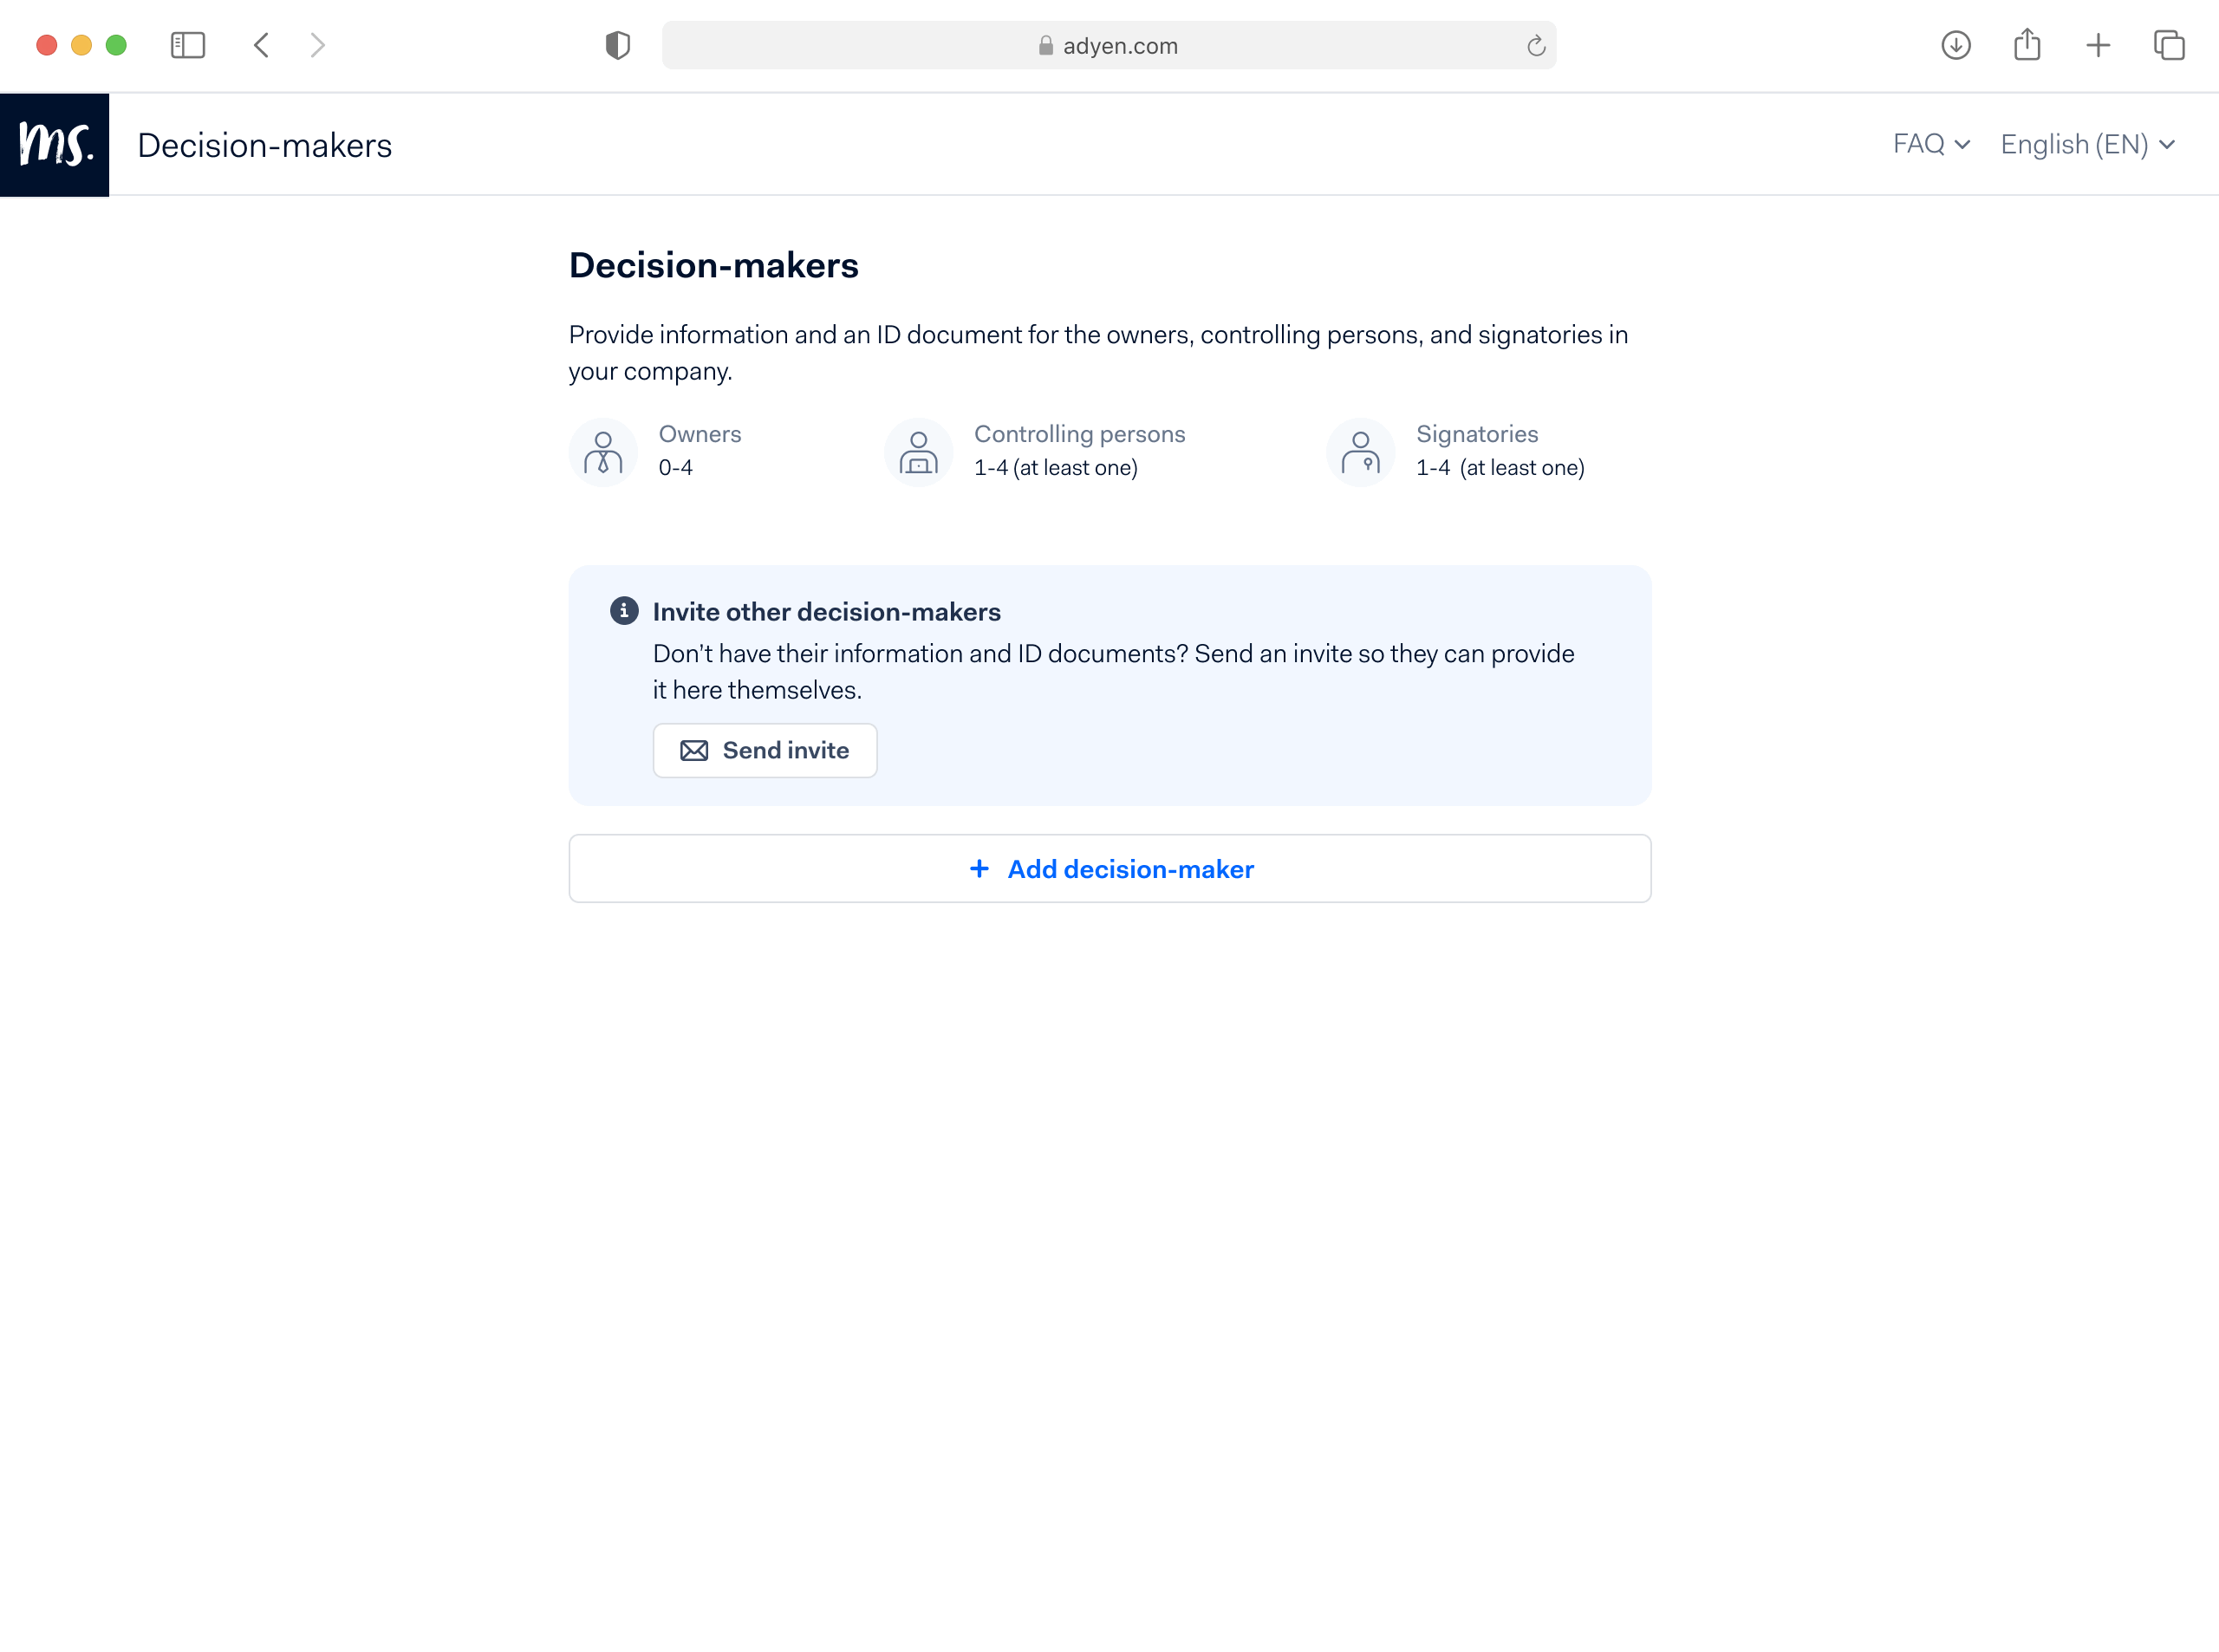 adyen.com
ms.
Decision-makers
FAQ
English (EN)
Decision-makers
Provide information and an ID document for the owners, controlling persons, and signatories in
your company.
Owners
0-4
Controlling persons
1-4 (at least one)
Signatories
1-4 (at least one)
Invite other decision-makers
Don’t have their information and ID documents? Send an invite so they can provide
it here themselves.
Send invite
+ Add decision-maker